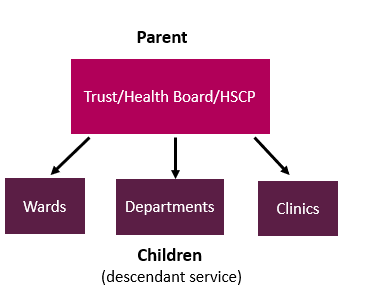 Parent
Trust/Health Board/HSCP
Wards
Departments
Clinics
Children
(descendant service)